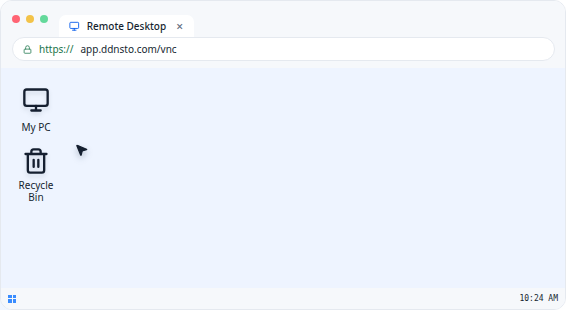 Remote Desktop
https:// app.ddnsto.com/vnc
My PC
Recycle
Bin
10:24 AM